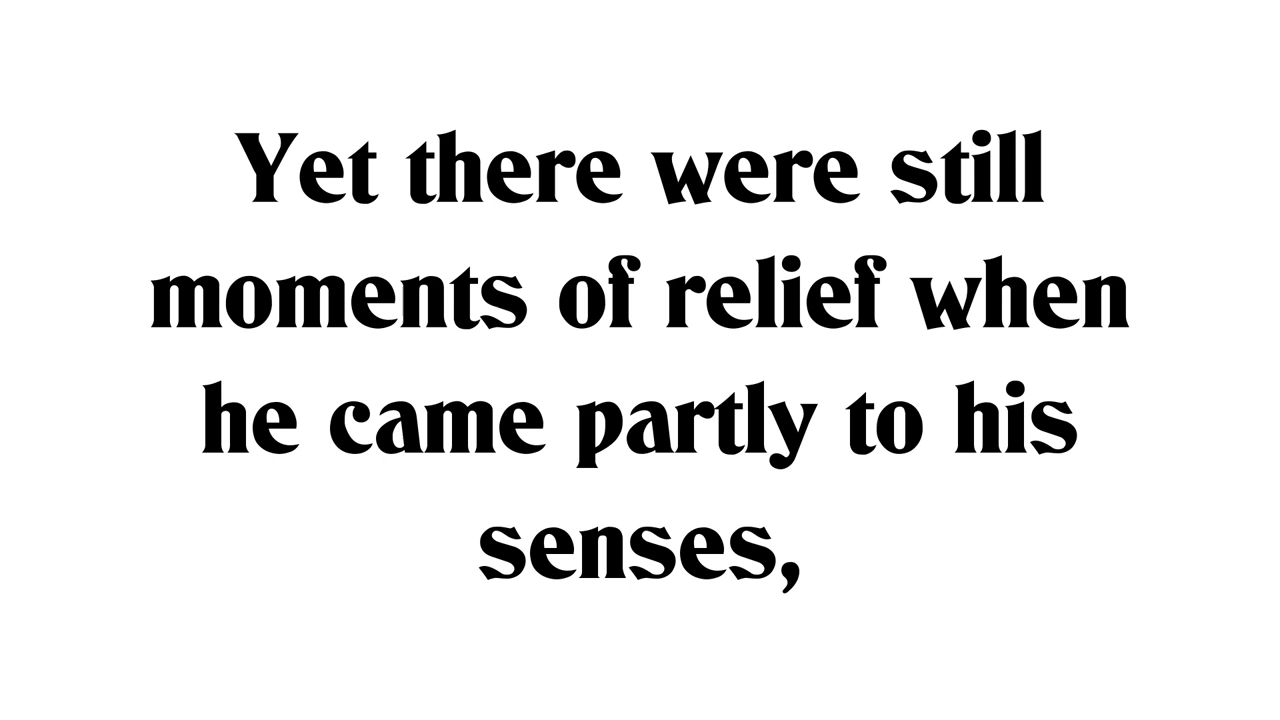 Yet there were still
moments of relief when
he came partly to his
senses,